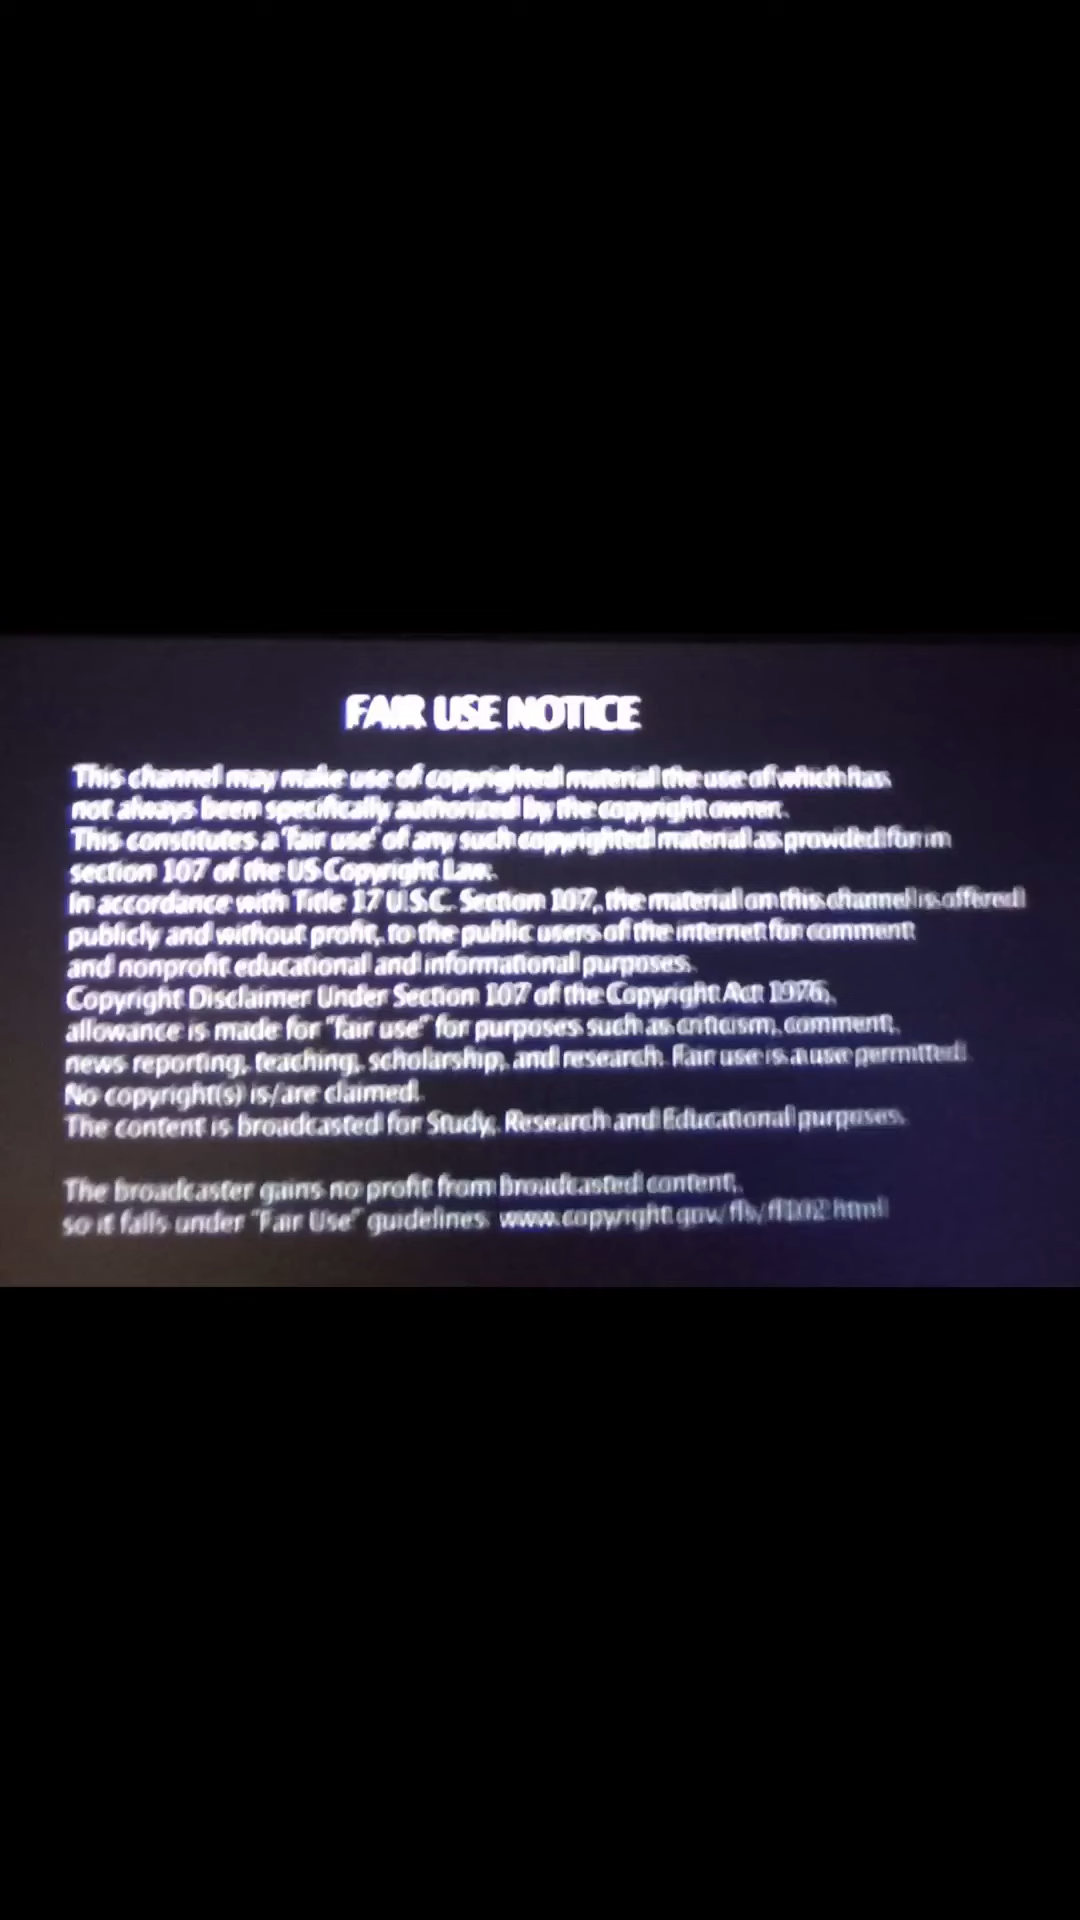 FAIR USE NOTICE
This channel may make use of copyrighted material the use of which has
not always been specifically authorized by the copyright owner.
This constitutes a 'fair use' of any such copyrighted material as provided for in
section 107 of the US Copyright Law.
In accordance with Title 17 U.S.C. Section 107, the material on this channel is offered
publicly and without profit, to the public users of the internet for comment
and nonprofit educational and informational purposes.
Copyright Disclaimer Under Section 107 of the Copyright Act 1976,
allowance is made for "fair use" for purposes such as criticism, comment,
news reporting, teaching, scholarship, and research. Fair use is a use permitted.
No copyright(s) is/are claimed.
The content is broadcasted for Study, Research and Educational purposes.
The broadcaster gains no profit from broadcasted content,
so it falls under "Fair Use" guidelines www.copyright.gov/fls/fl102.html